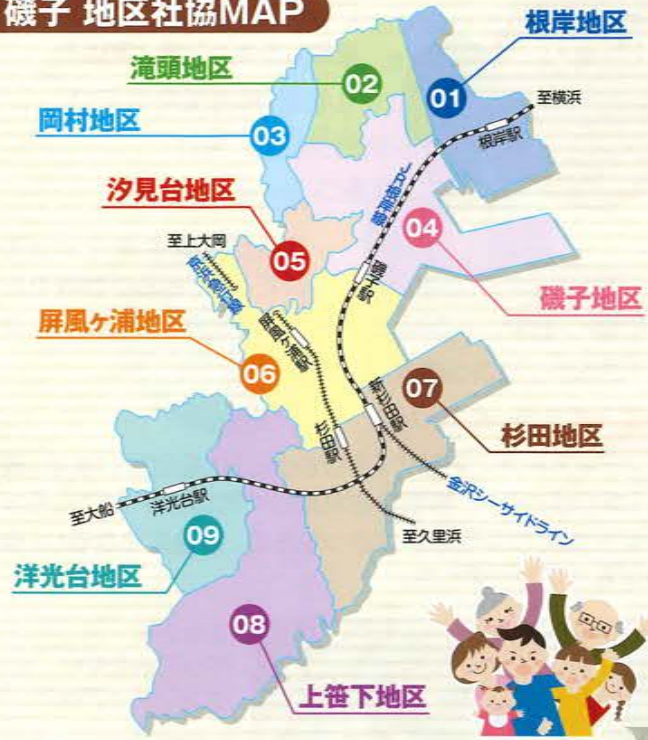 磯子 地区社協MAP
根岸地区
01
滝頭地区
02
岡村地区
03
至横浜
根岸駅
JR根岸線
汐見台地区
04
磯子地区
至上大岡
京浜急行線
05
磯子駅
屏風ヶ浦地区
屏風ヶ浦駅
06
07
新杉田駅
杉田駅
杉田地区
金沢シーサイドライン
至大船
洋光台駅
至久里浜
09
洋光台地区
08
上笹下地区